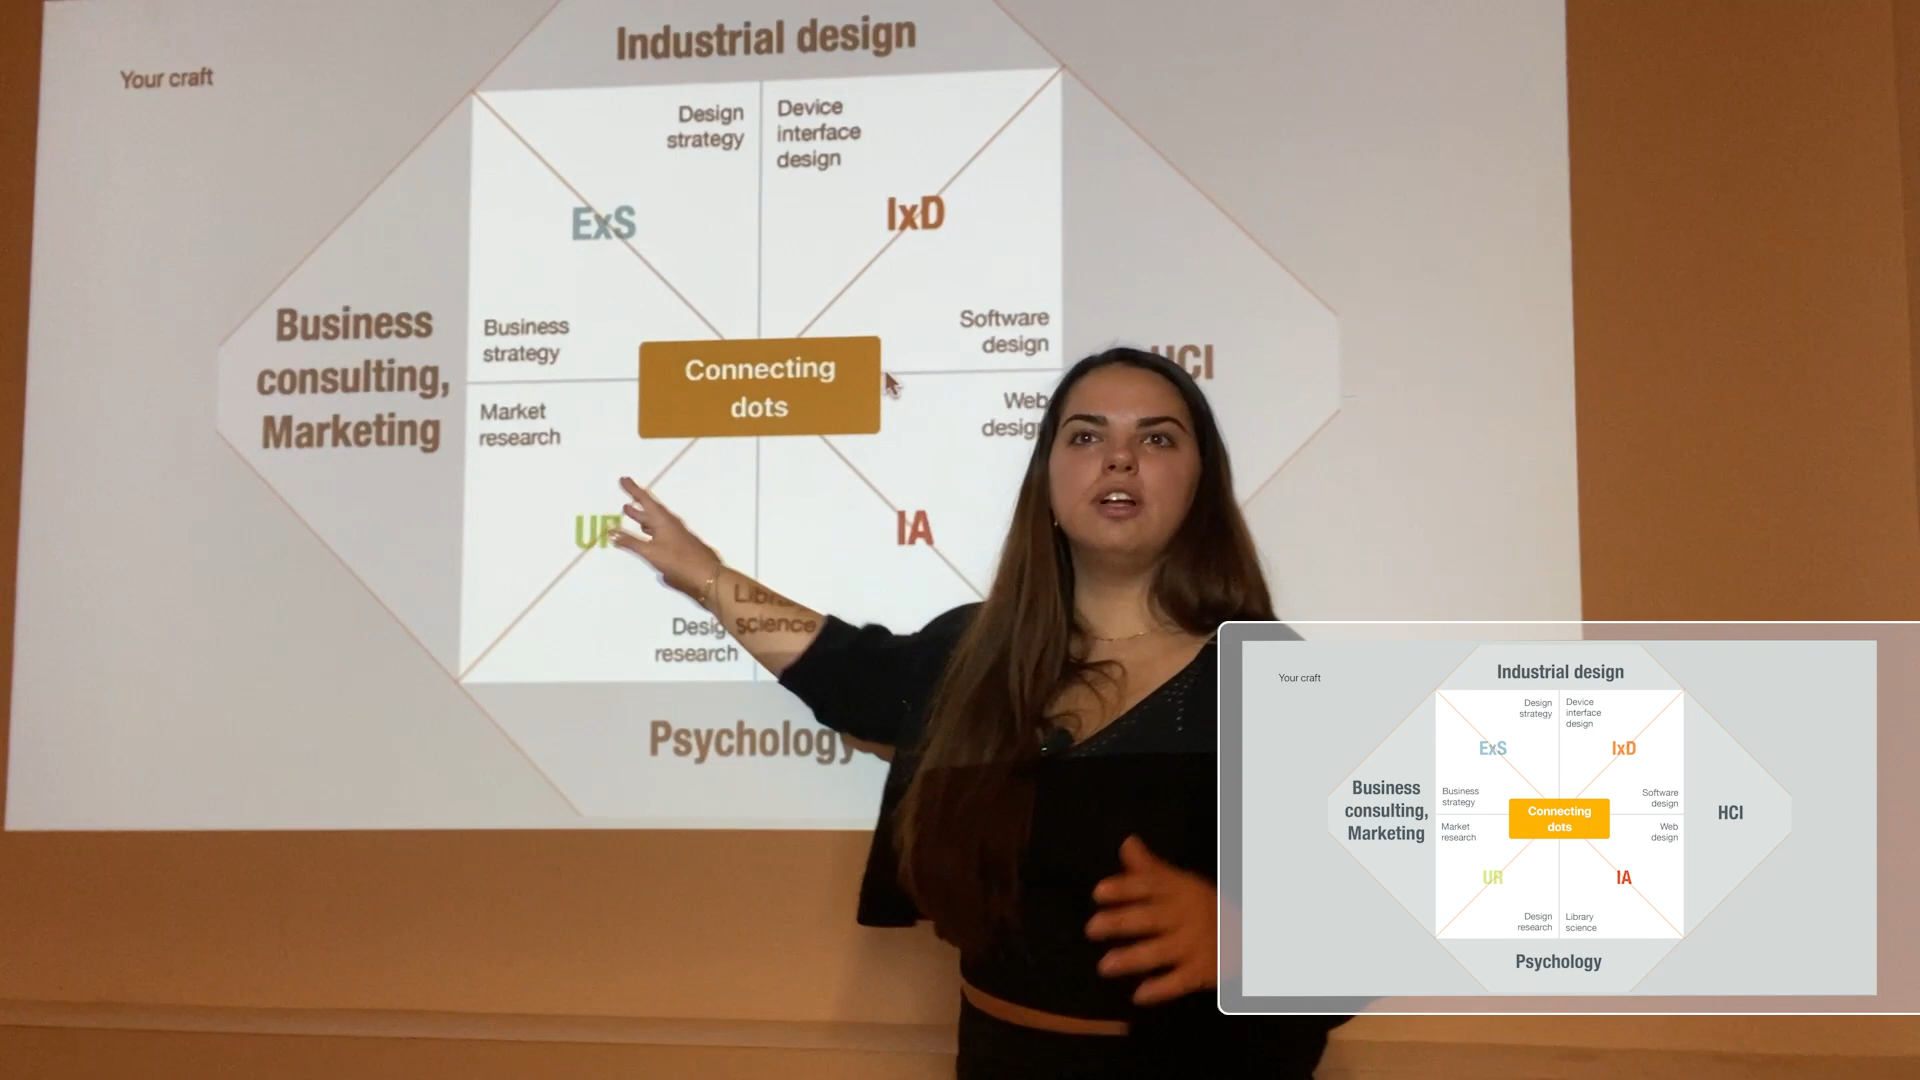 Your craft
Industrial design
Design
strategy
Device
interface
design
ExS
IxD
Business
consulting,
Marketing
Business
strategy
Software
design
HCI
Connecting
dots
Market
research
Web
design
UR
IA
Design
research
Library
science
Psychology
Your craft
Industrial design
Design
strategy
Device
interface
design
ExS
IxD
Business
consulting,
Marketing
Business
strategy
Software
design
HCI
Connecting
dots
Market
research
Web
design
UR
IA
Design
research
Library
science
Psychology